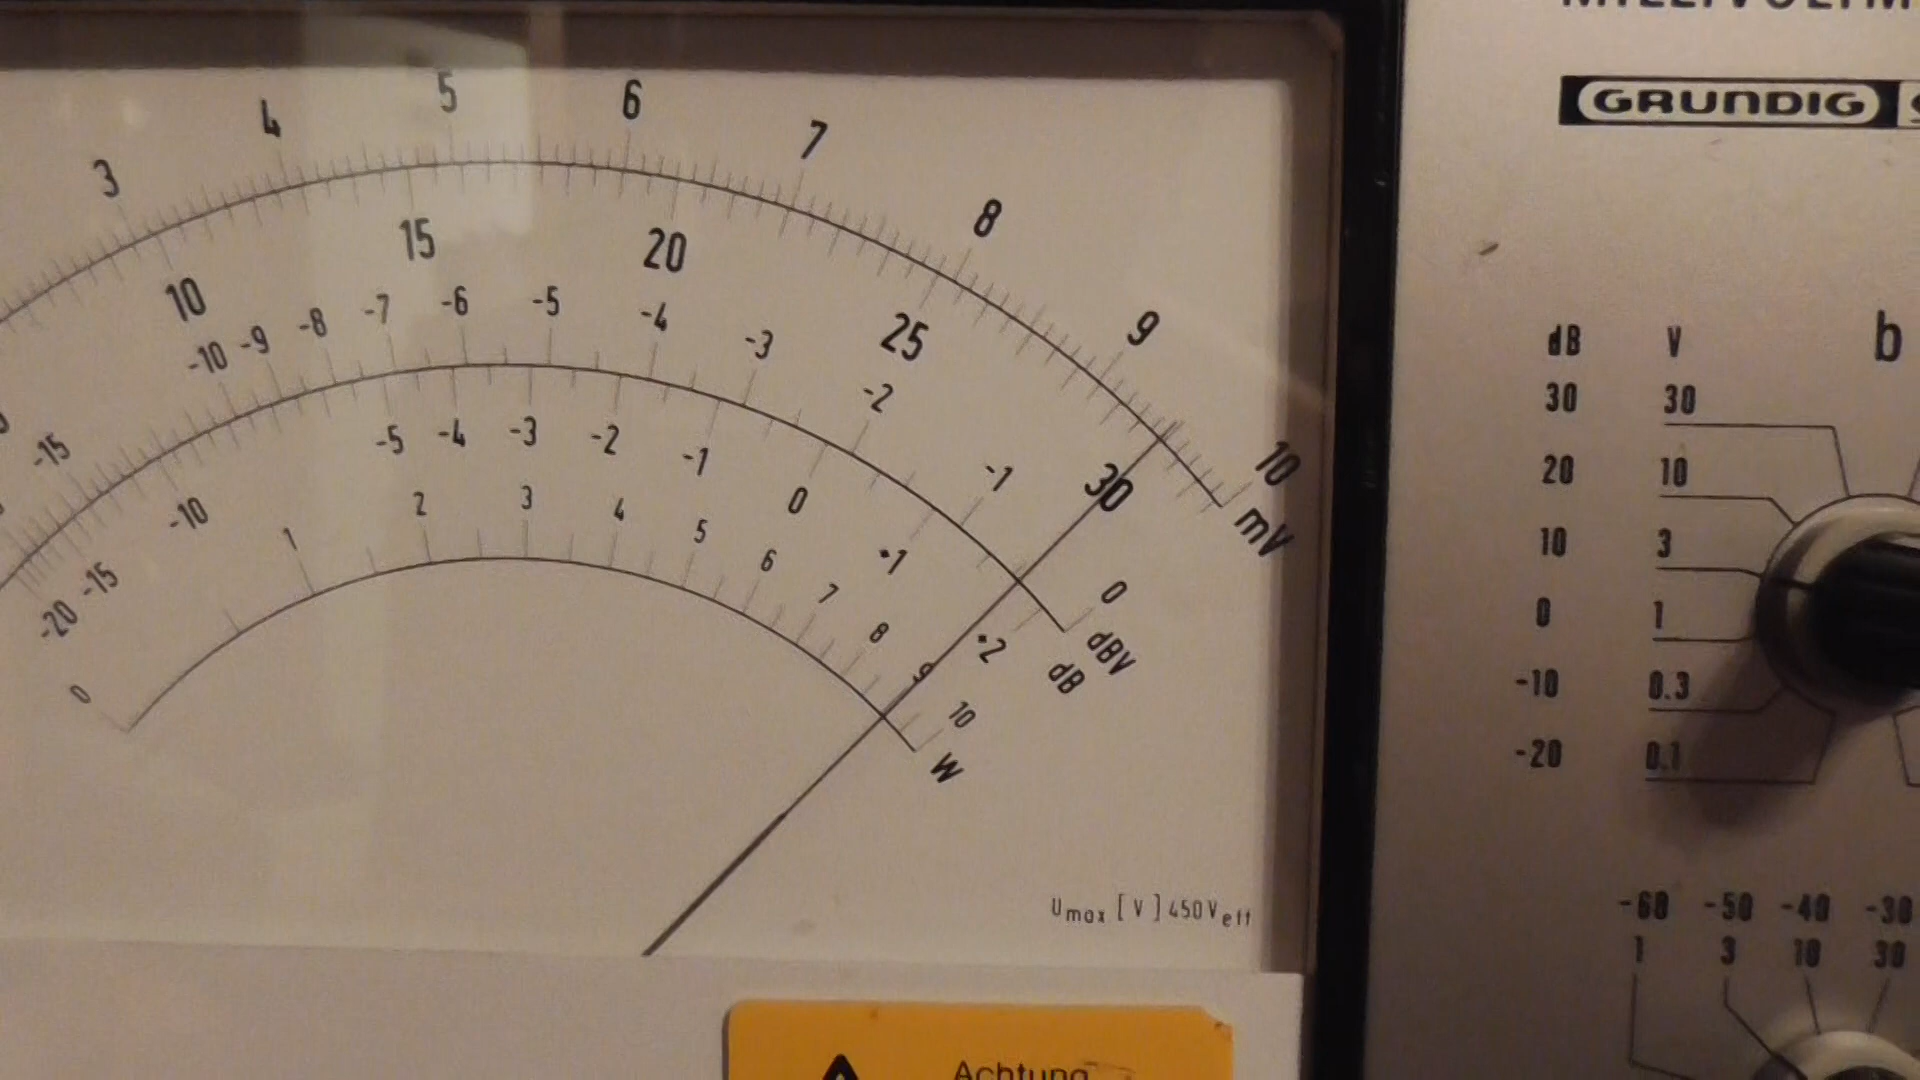 3 4 5 6 7 8 9 10 mV
10 15 20 25 30
-15 -10 -9 -8 -7 -6 -5 -4 -3 -2 -1 0 dBV
-20 -15 -10 -5 -4 -3 -2 -1 0 +1 +2 dB
0 1 2 3 4 5 6 7 8 9 10 W
Umax [V] 450Veff
Achtung
GRUNDIG
dB V b
30 30
20 10
10 3
0 1
-10 0.3
-20 0.1
-60 -50 -40 -30
1 3 10 30